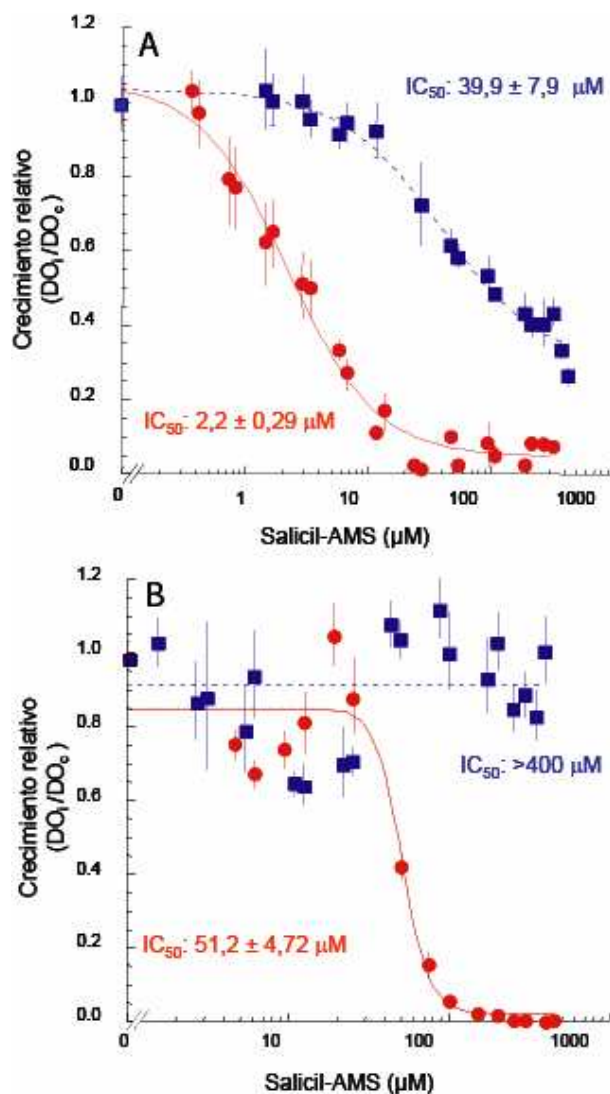 A
1.2
1.0
0.8
0.6
0.4
0.2
0.0
Crecimiento relativo
(DOᵢ/DO꜀)
IC₅₀: 39,9 ± 7,9 µM
IC₅₀: 2,2 ± 0,29 µM
0 1 10 100 1000
Salicil-AMS (µM)
B
1.2
1.0
0.8
0.6
0.4
0.2
0.0
Crecimiento relativo
(DOᵢ/DO꜀)
IC₅₀: >400 µM
IC₅₀: 51,2 ± 4,72 µM
0 10 100 1000
Salicil-AMS (µM)